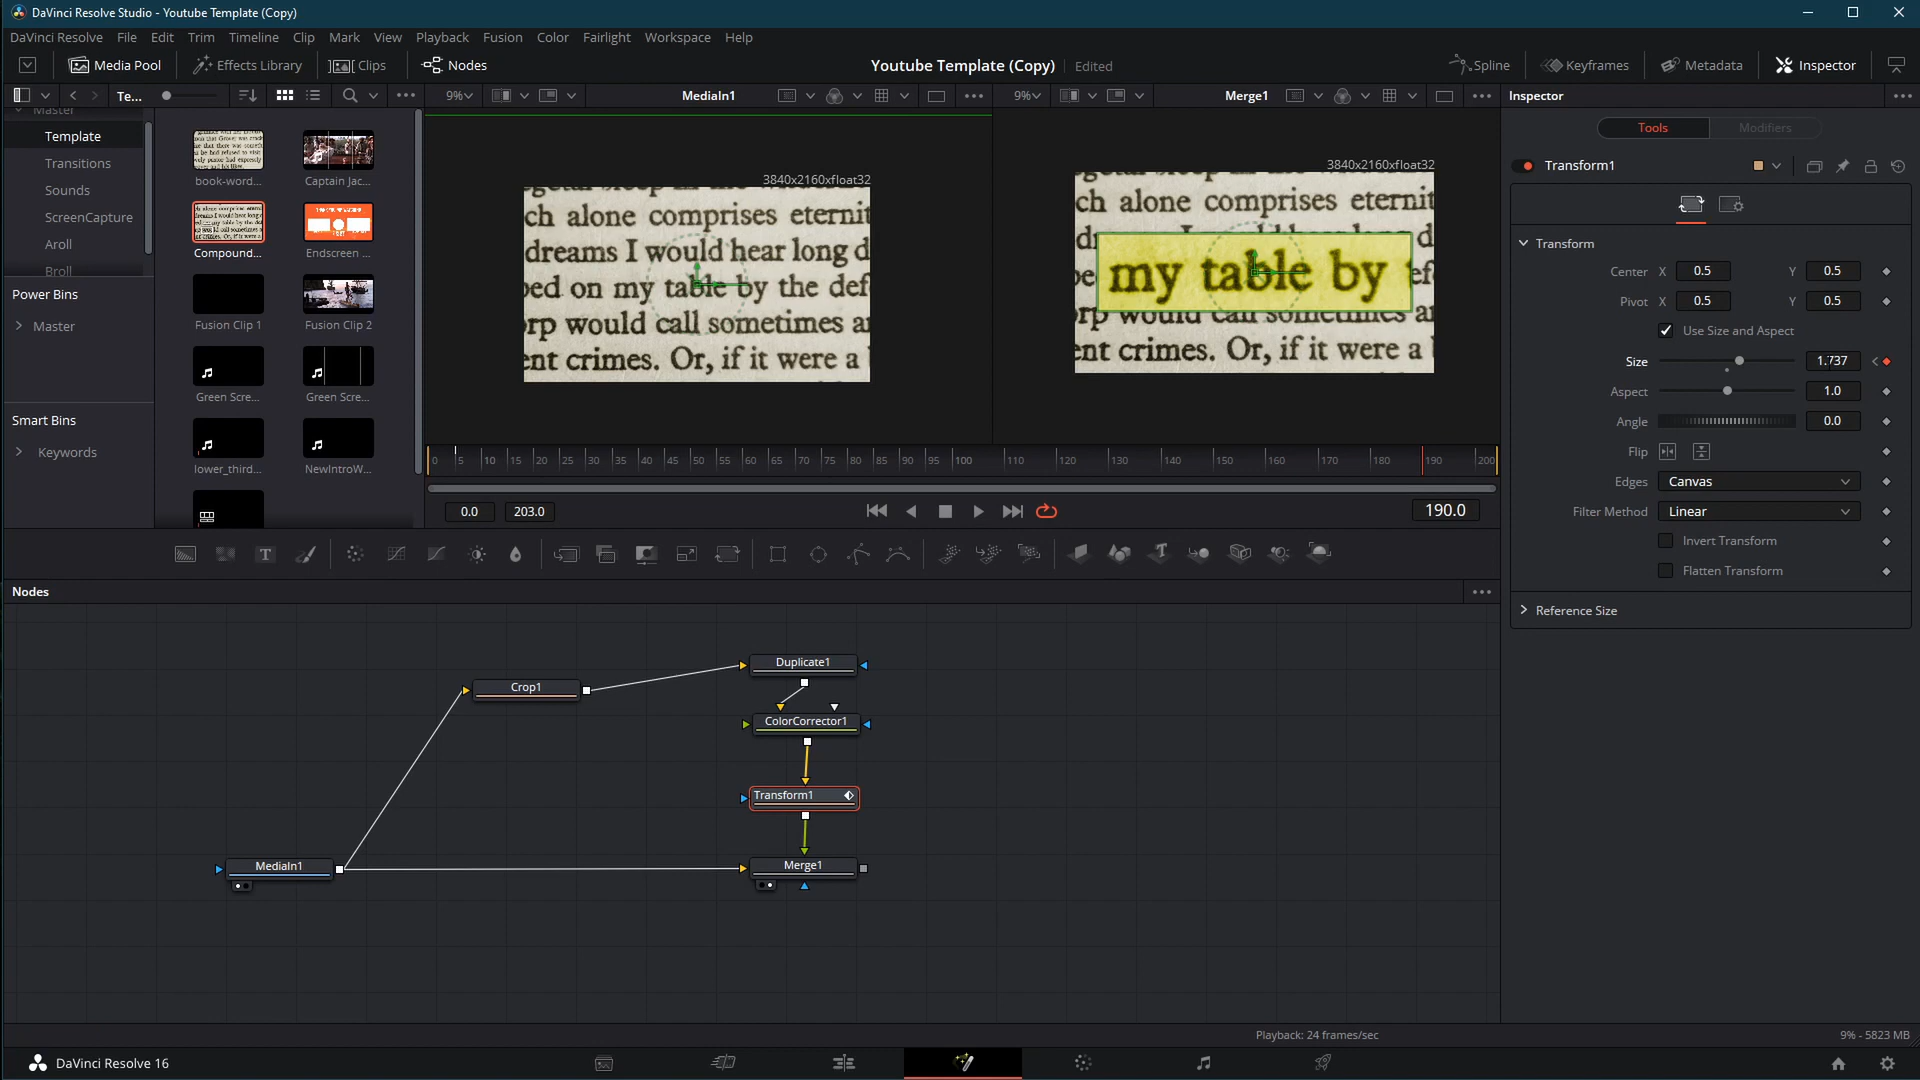 DaVinci Resolve Studio - Youtube Template (Copy)
DaVinci Resolve File Edit Trim Timeline Clip Mark View Playback Fusion Color Fairlight Workspace Help
Media Pool Effects Library Clips Nodes Youtube Template (Copy) Edited Spline Keyframes Metadata Inspector
Te... 9% MediaIn1 9% Merge1 Inspector
Master
Template
Transitions
Sounds
ScreenCapture
Aroll
Broll
Power Bins
Master
Smart Bins
Keywords
book-word... Captain Jac...
Compound... Endscreen ...
Fusion Clip 1 Fusion Clip 2
Green Scre... Green Scre...
lower_third... NewIntroW...
3840x2160xfloat32
ch alone comprises eternit
dreams I would hear long d
ped on my table by the def
orp would call sometimes a
ent crimes. Or, if it were a
3840x2160xfloat32
ch alone comprises eternit
my table by
orp would call sometimes a
ent crimes. Or, if it were a
0 5 10 15 20 25 30 35 40 45 50 55 60 65 70 75 80 85 90 95 100 110 120 130 140 150 160 170 180 190 200
0.0 203.0 190.0
Tools Modifiers
Transform1
Transform
Center X 0.5 Y 0.5
Pivot X 0.5 Y 0.5
Use Size and Aspect
Size 1.737
Aspect 1.0
Angle 0.0
Flip
Edges Canvas
Filter Method Linear
Invert Transform
Flatten Transform
Reference Size
Nodes
Duplicate1
Crop1
ColorCorrector1
Transform1
MediaIn1 Merge1
Playback: 24 frames/sec 9% - 5823 MB
DaVinci Resolve 16